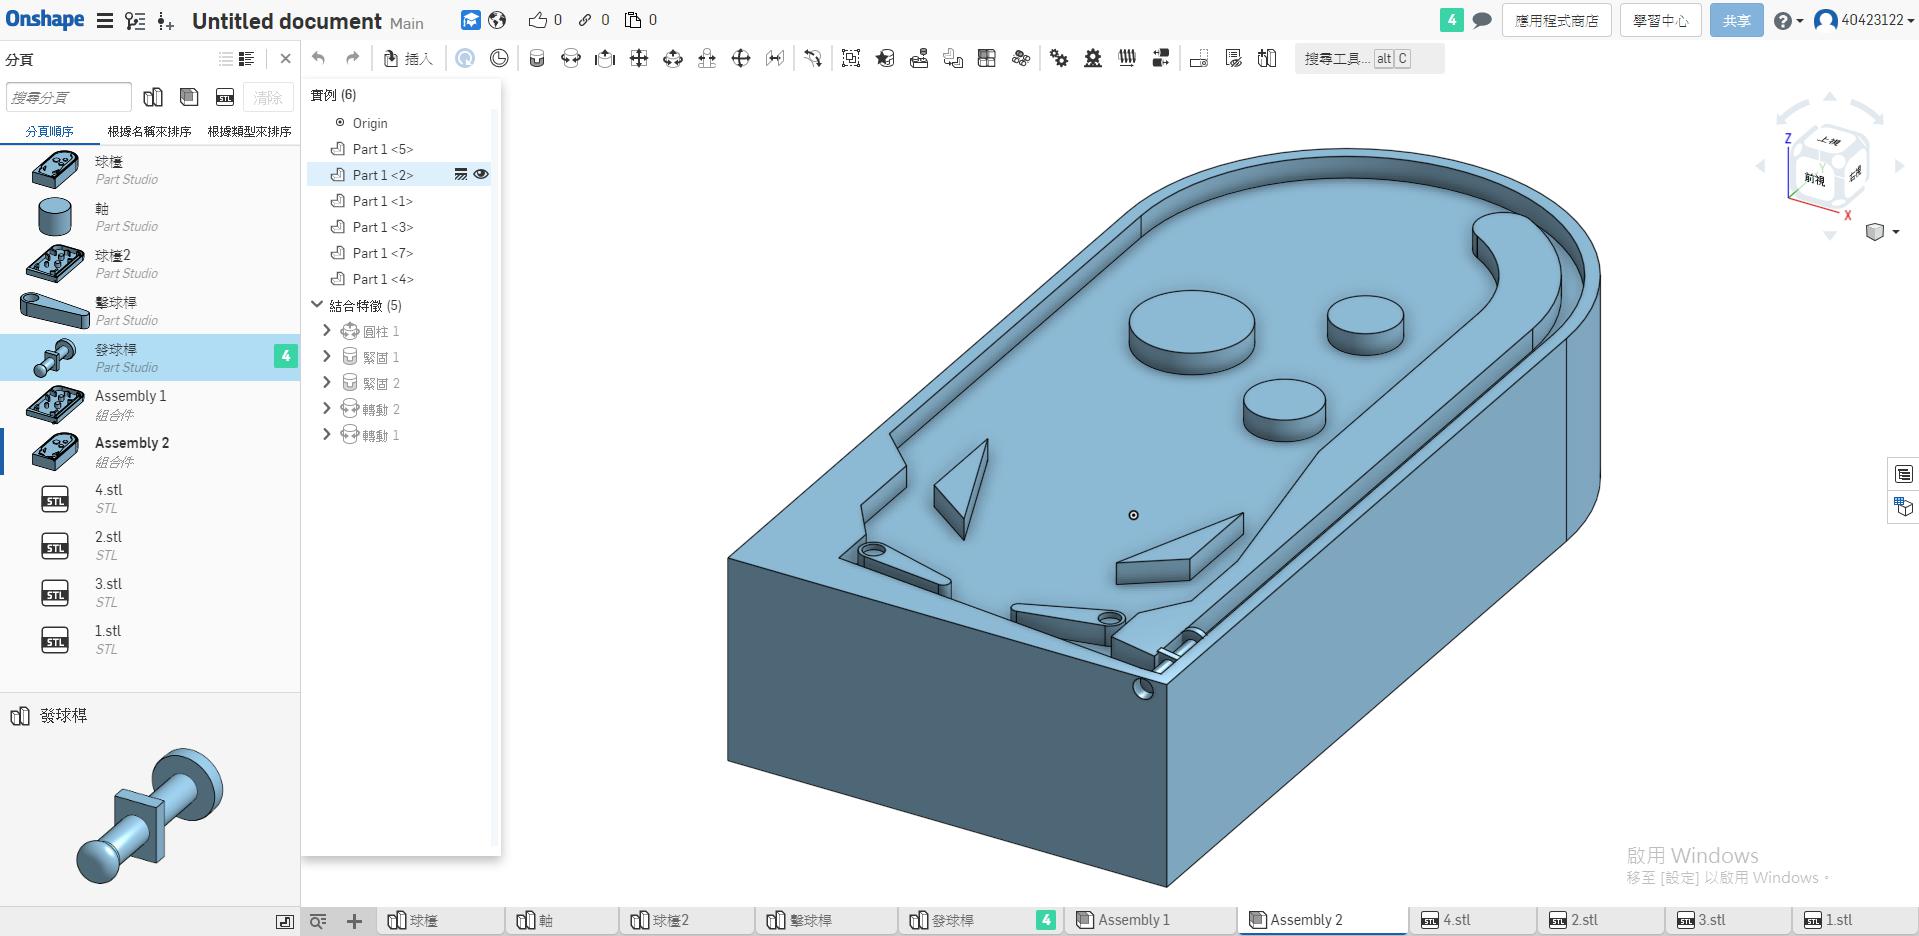 Onshape
Untitled document Main
0 0 0
4
應用程式商店
學習中心
共享
40423122
分頁
插入
搜尋工具... alt C
搜尋分頁
STL
清除
分頁順序 根據名稱來排序 根據類型來排序
球檯
Part Studio
軸
Part Studio
球檯2
Part Studio
擊球桿
Part Studio
發球桿
Part Studio
4
Assembly 1
組合件
Assembly 2
組合件
STL
4.stl
STL
STL
2.stl
STL
STL
3.stl
STL
STL
1.stl
STL
發球桿
實例 (6)
Origin
Part 1 <5>
Part 1 <2>
Part 1 <1>
Part 1 <3>
Part 1 <7>
Part 1 <4>
結合特徵 (5)
圓柱 1
緊固 1
緊固 2
轉動 2
轉動 1
Z
上視
Y
前視
右視
X
啟用 Windows
移至 [設定] 以啟用 Windows。
球檯
軸
球檯2
擊球桿
發球桿 4
Assembly 1
Assembly 2
STL 4.stl
STL 2.stl
STL 3.stl
STL 1.stl